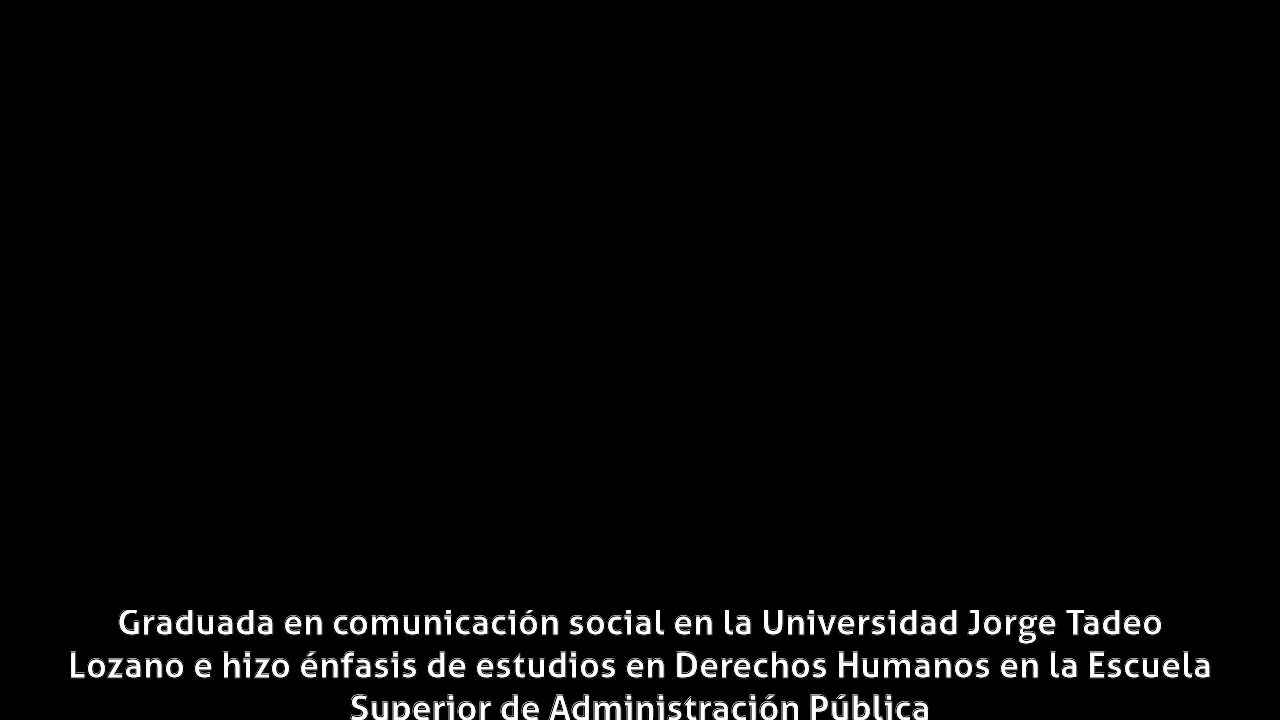 Graduada en comunicación social en la Universidad Jorge Tadeo
Lozano e hizo énfasis de estudios en Derechos Humanos en la Escuela
Superior de Administración Pública